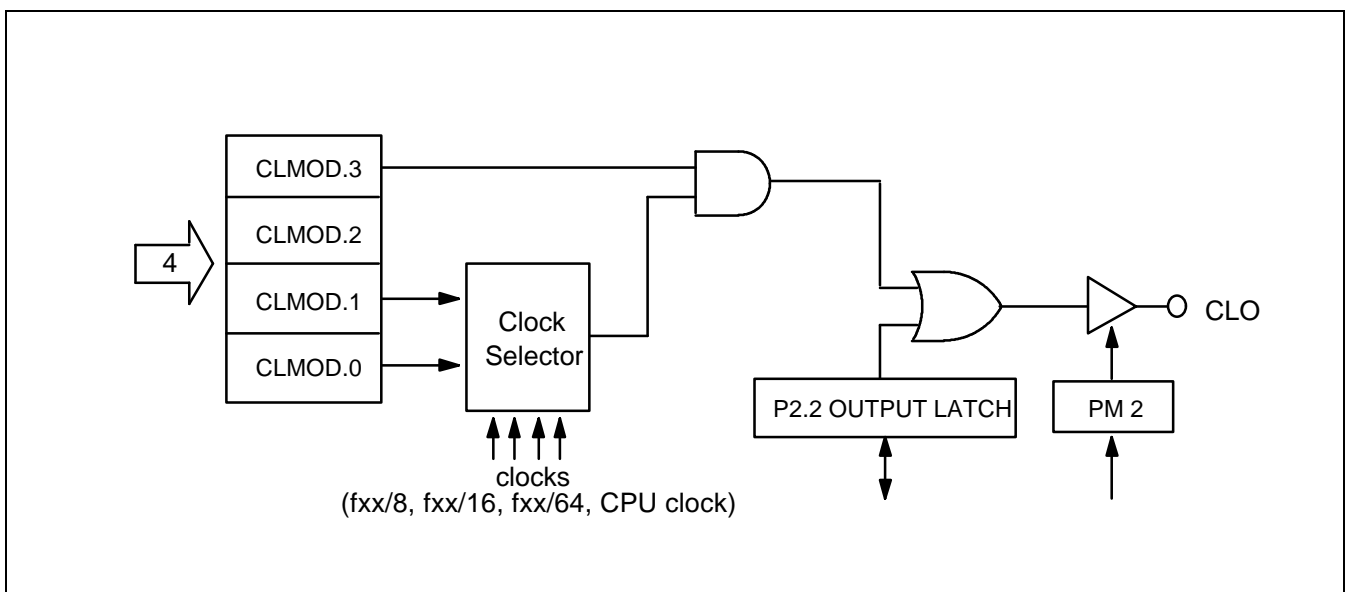 CLMOD.3
CLMOD.2
4
CLMOD.1
CLMOD.0
Clock
Selector
clocks
(fxx/8, fxx/16, fxx/64, CPU clock)
P2.2 OUTPUT LATCH
PM 2
CLO